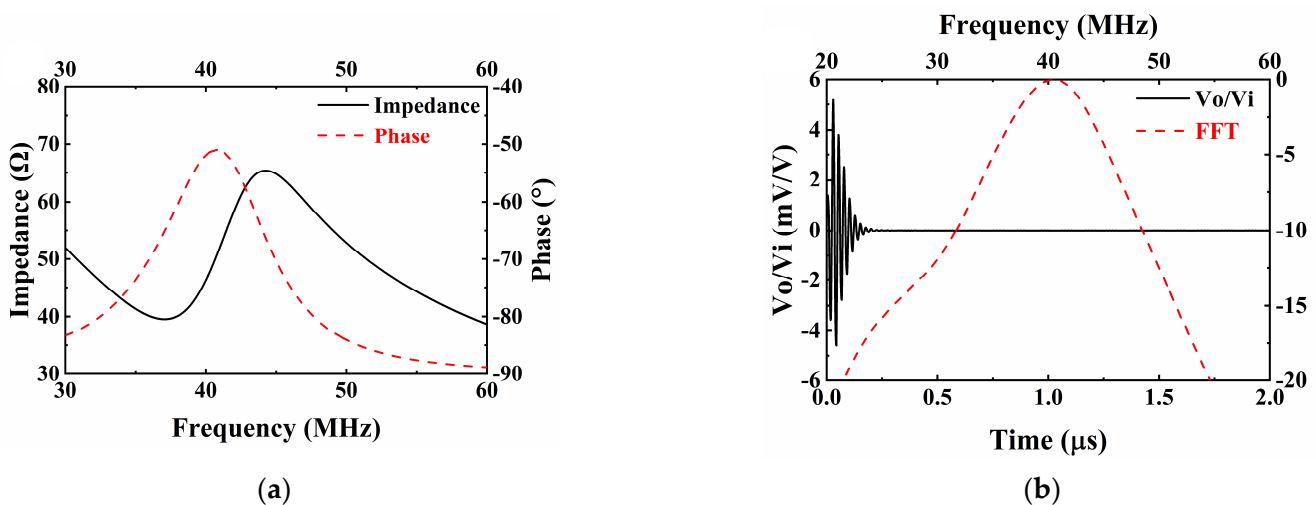 30 40 50 60
80 -40
Impedance
Phase
70 -50
60 -60
50 -70
40 -80
30 -90
Impedance (Ω)
Phase (°)
30 40 50 60
Frequency (MHz)
(a)
Frequency (MHz)
20 30 40 50 60
6 0
Vo/Vi
FFT
4
2 -5
0 -10
-2
-4 -15
-6 -20
Vo/Vi (mV/V)
0.0 0.5 1.0 1.5 2.0
Time (μs)
(b)